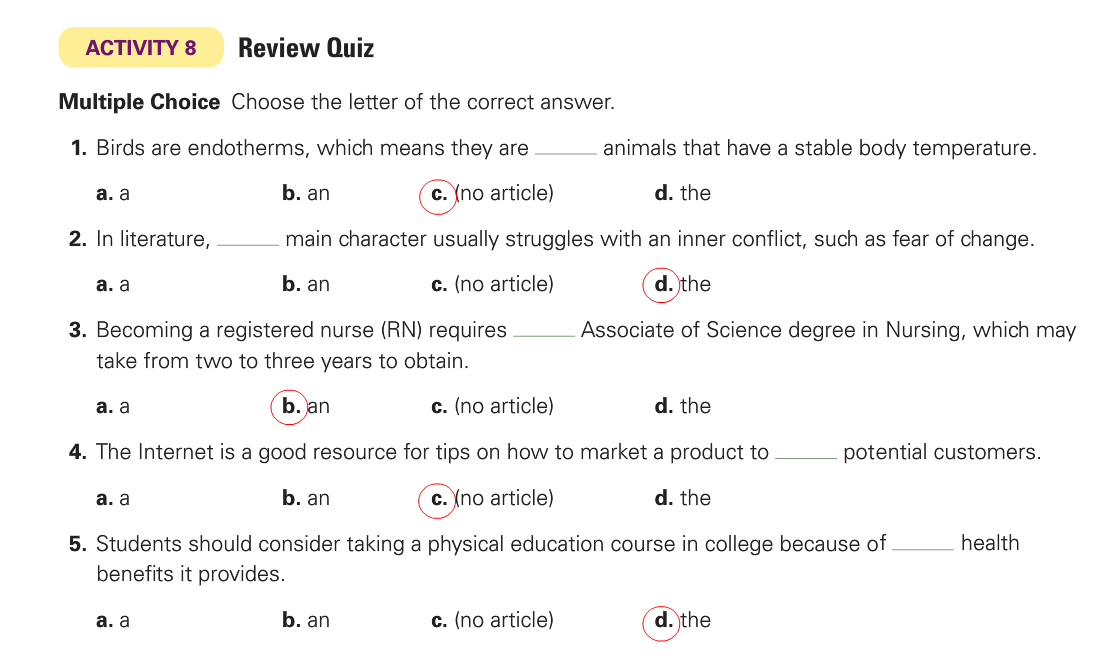 ACTIVITY 8 Review Quiz
Multiple Choice Choose the letter of the correct answer.
1. Birds are endotherms, which means they are ______ animals that have a stable body temperature.
a. a b. an c. (no article) d. the
2. In literature, ______ main character usually struggles with an inner conflict, such as fear of change.
a. a b. an c. (no article) d. the
3. Becoming a registered nurse (RN) requires ______ Associate of Science degree in Nursing, which may
take from two to three years to obtain.
a. a b. an c. (no article) d. the
4. The Internet is a good resource for tips on how to market a product to ______ potential customers.
a. a b. an c. (no article) d. the
5. Students should consider taking a physical education course in college because of ______ health
benefits it provides.
a. a b. an c. (no article) d. the